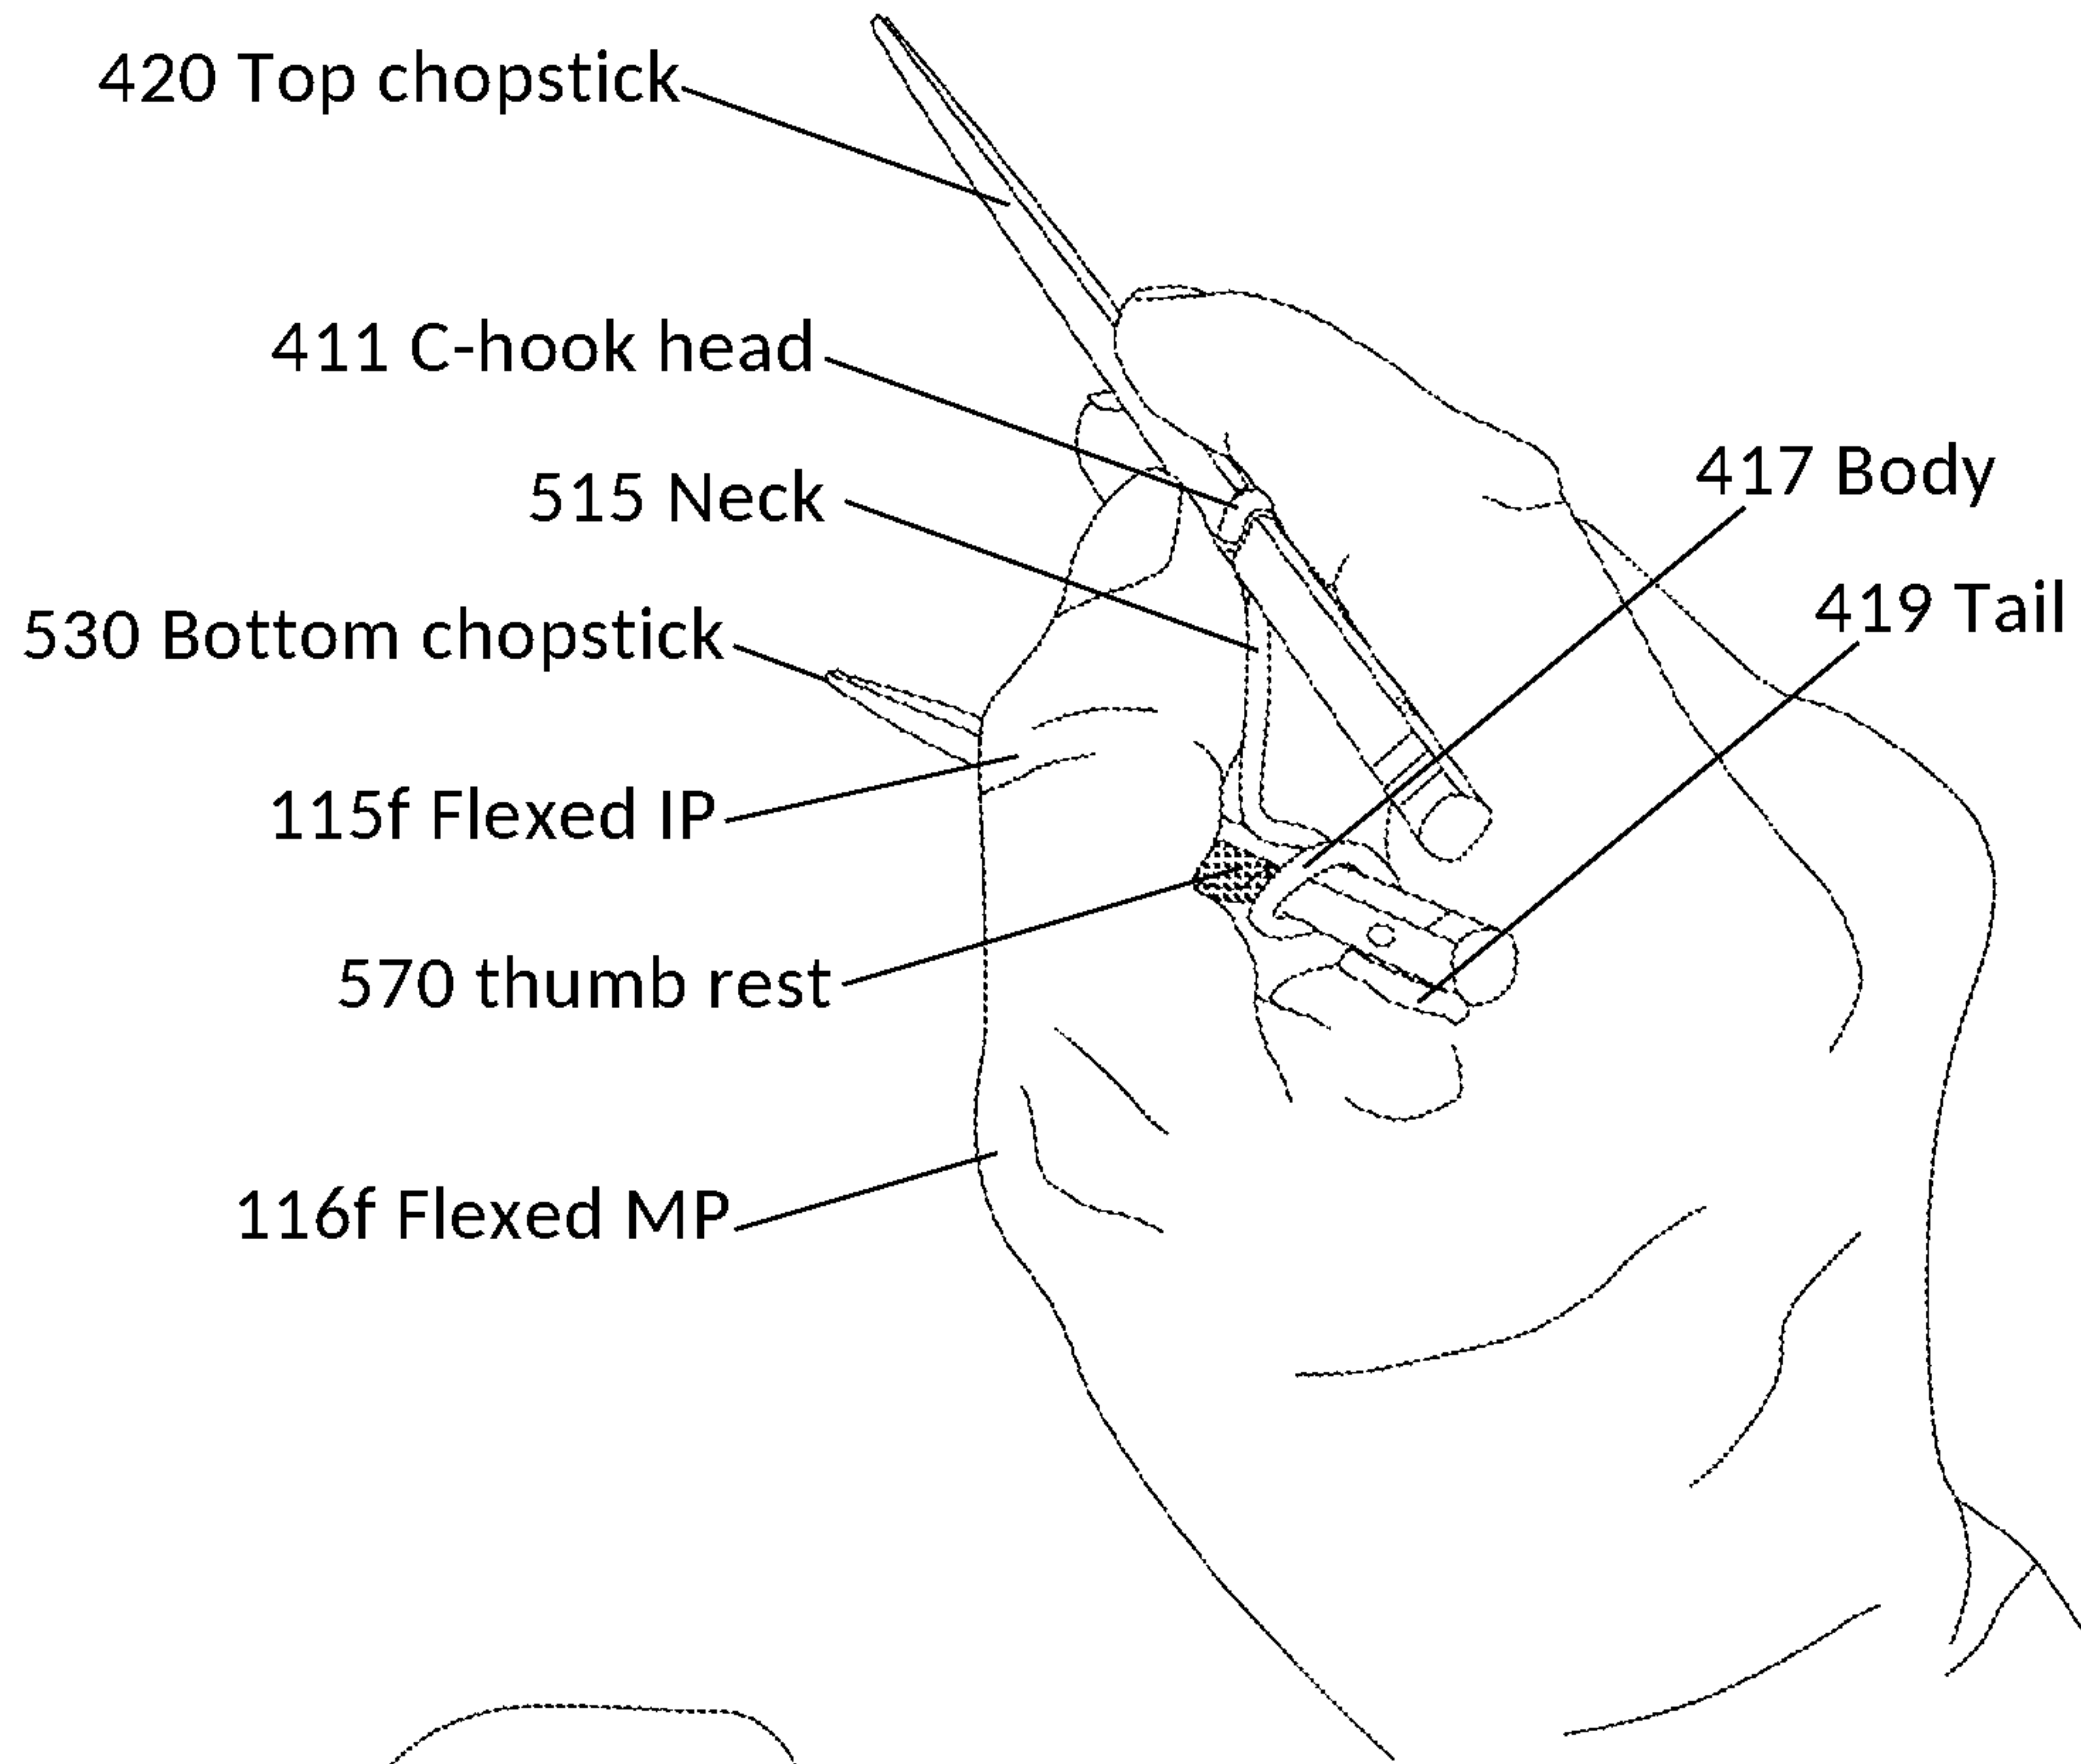 420 Top chopstick
411 C-hook head
417 Body
515 Neck
419 Tail
530 Bottom chopstick
115f Flexed IP
570 thumb rest
116f Flexed MP